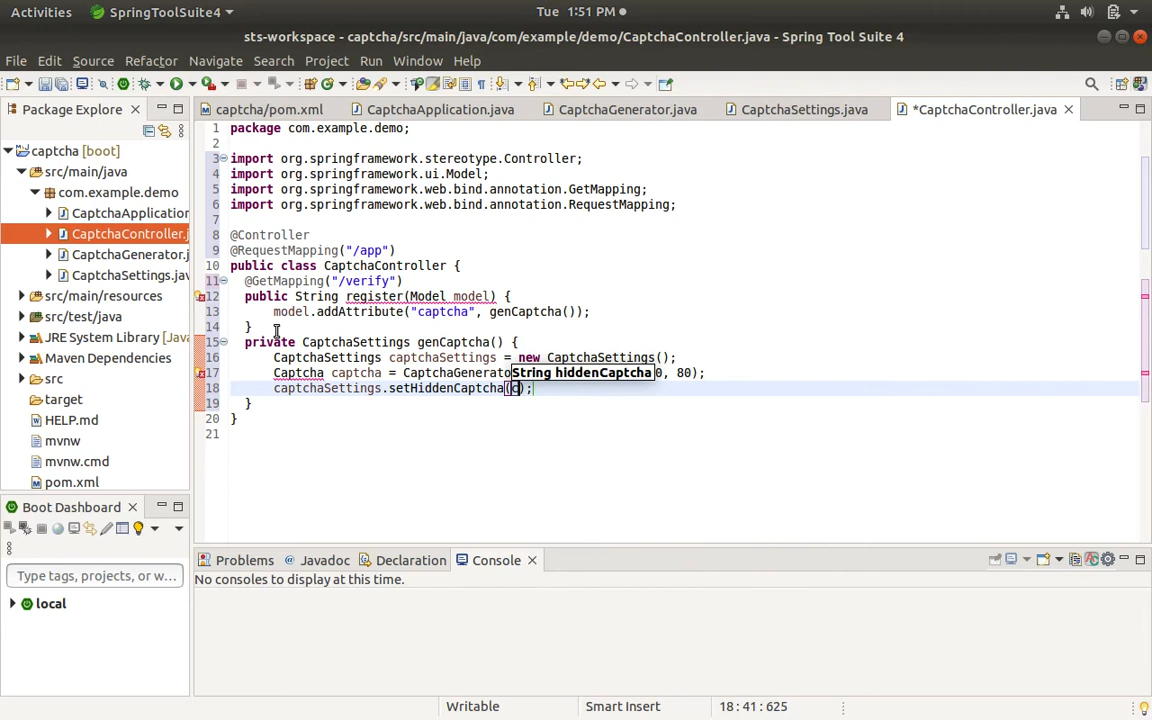 Activities SpringToolSuite4 Tue 1:51 PM
sts-workspace - captcha/src/main/java/com/example/demo/CaptchaController.java - Spring Tool Suite 4
File Edit Source Refactor Navigate Search Project Run Window Help
Package Explore captcha/pom.xml CaptchaApplication.java CaptchaGenerator.java CaptchaSettings.java *CaptchaController.java
captcha [boot]
src/main/java
com.example.demo
CaptchaApplication
CaptchaController.j
CaptchaGenerator.j
CaptchaSettings.jav
src/main/resources
src/test/java
JRE System Library [Java
Maven Dependencies
src
target
HELP.md
mvnw
mvnw.cmd
pom.xml
1 package com.example.demo;
2
3 import org.springframework.stereotype.Controller;
4 import org.springframework.ui.Model;
5 import org.springframework.web.bind.annotation.GetMapping;
6 import org.springframework.web.bind.annotation.RequestMapping;
7
8 @Controller
9 @RequestMapping("/app")
10 public class CaptchaController {
11 @GetMapping("/verify")
12 public String register(Model model) {
13 model.addAttribute("captcha", genCaptcha());
14 }
15 private CaptchaSettings genCaptcha() {
16 CaptchaSettings captchaSettings = new CaptchaSettings();
17 Captcha captcha = CaptchaGenerato String hiddenCaptcha 0, 80);
18 captchaSettings.setHiddenCaptcha(c);
19 }
20 }
21
Boot Dashboard
Type tags, projects, or w...
local
Problems Javadoc Declaration Console
No consoles to display at this time.
Writable Smart Insert 18 : 41 : 625